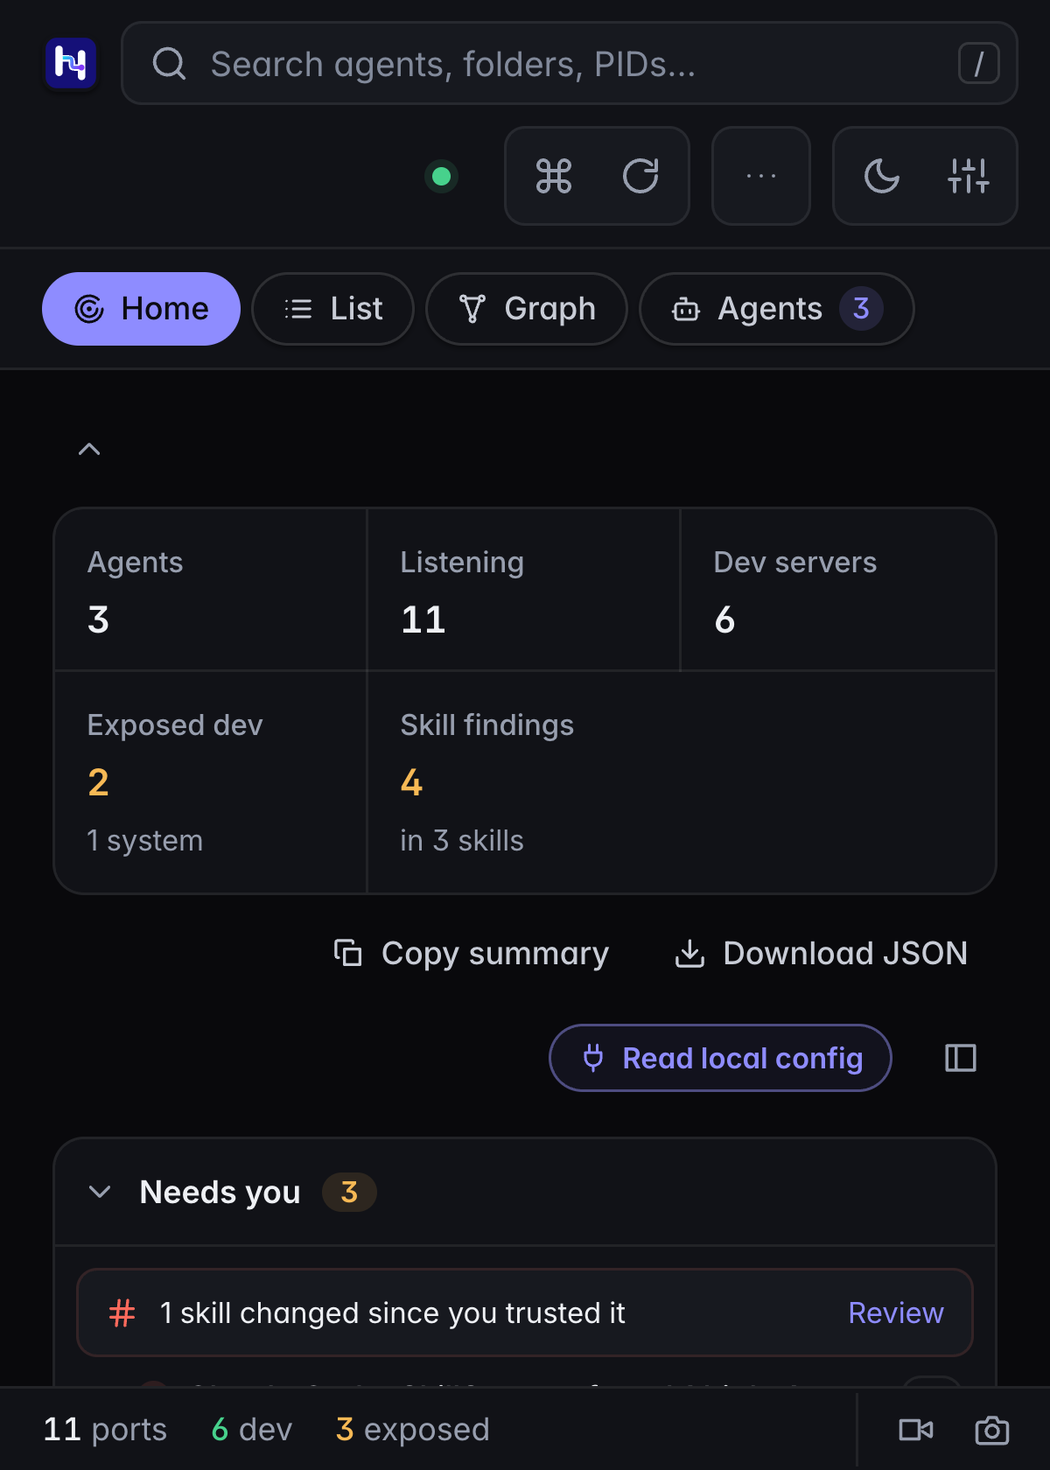 Search agents, folders, PIDs...
/
Home
List
Graph
Agents 3
Agents
3
Listening
11
Dev servers
6
Exposed dev
2
1 system
Skill findings
4
in 3 skills
Copy summary
Download JSON
Read local config
Needs you 3
# 1 skill changed since you trusted it
Review
11 ports
6 dev
3 exposed